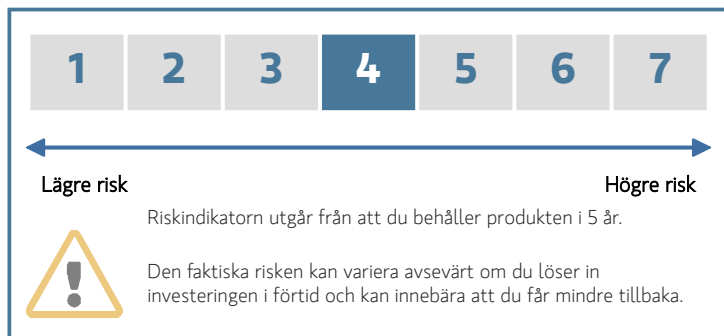 1 2 3 4 5 6 7
Lägre risk Högre risk
Riskindikatorn utgår från att du behåller produkten i 5 år.
Den faktiska risken kan variera avsevärt om du löser in
investeringen i förtid och kan innebära att du får mindre tillbaka.